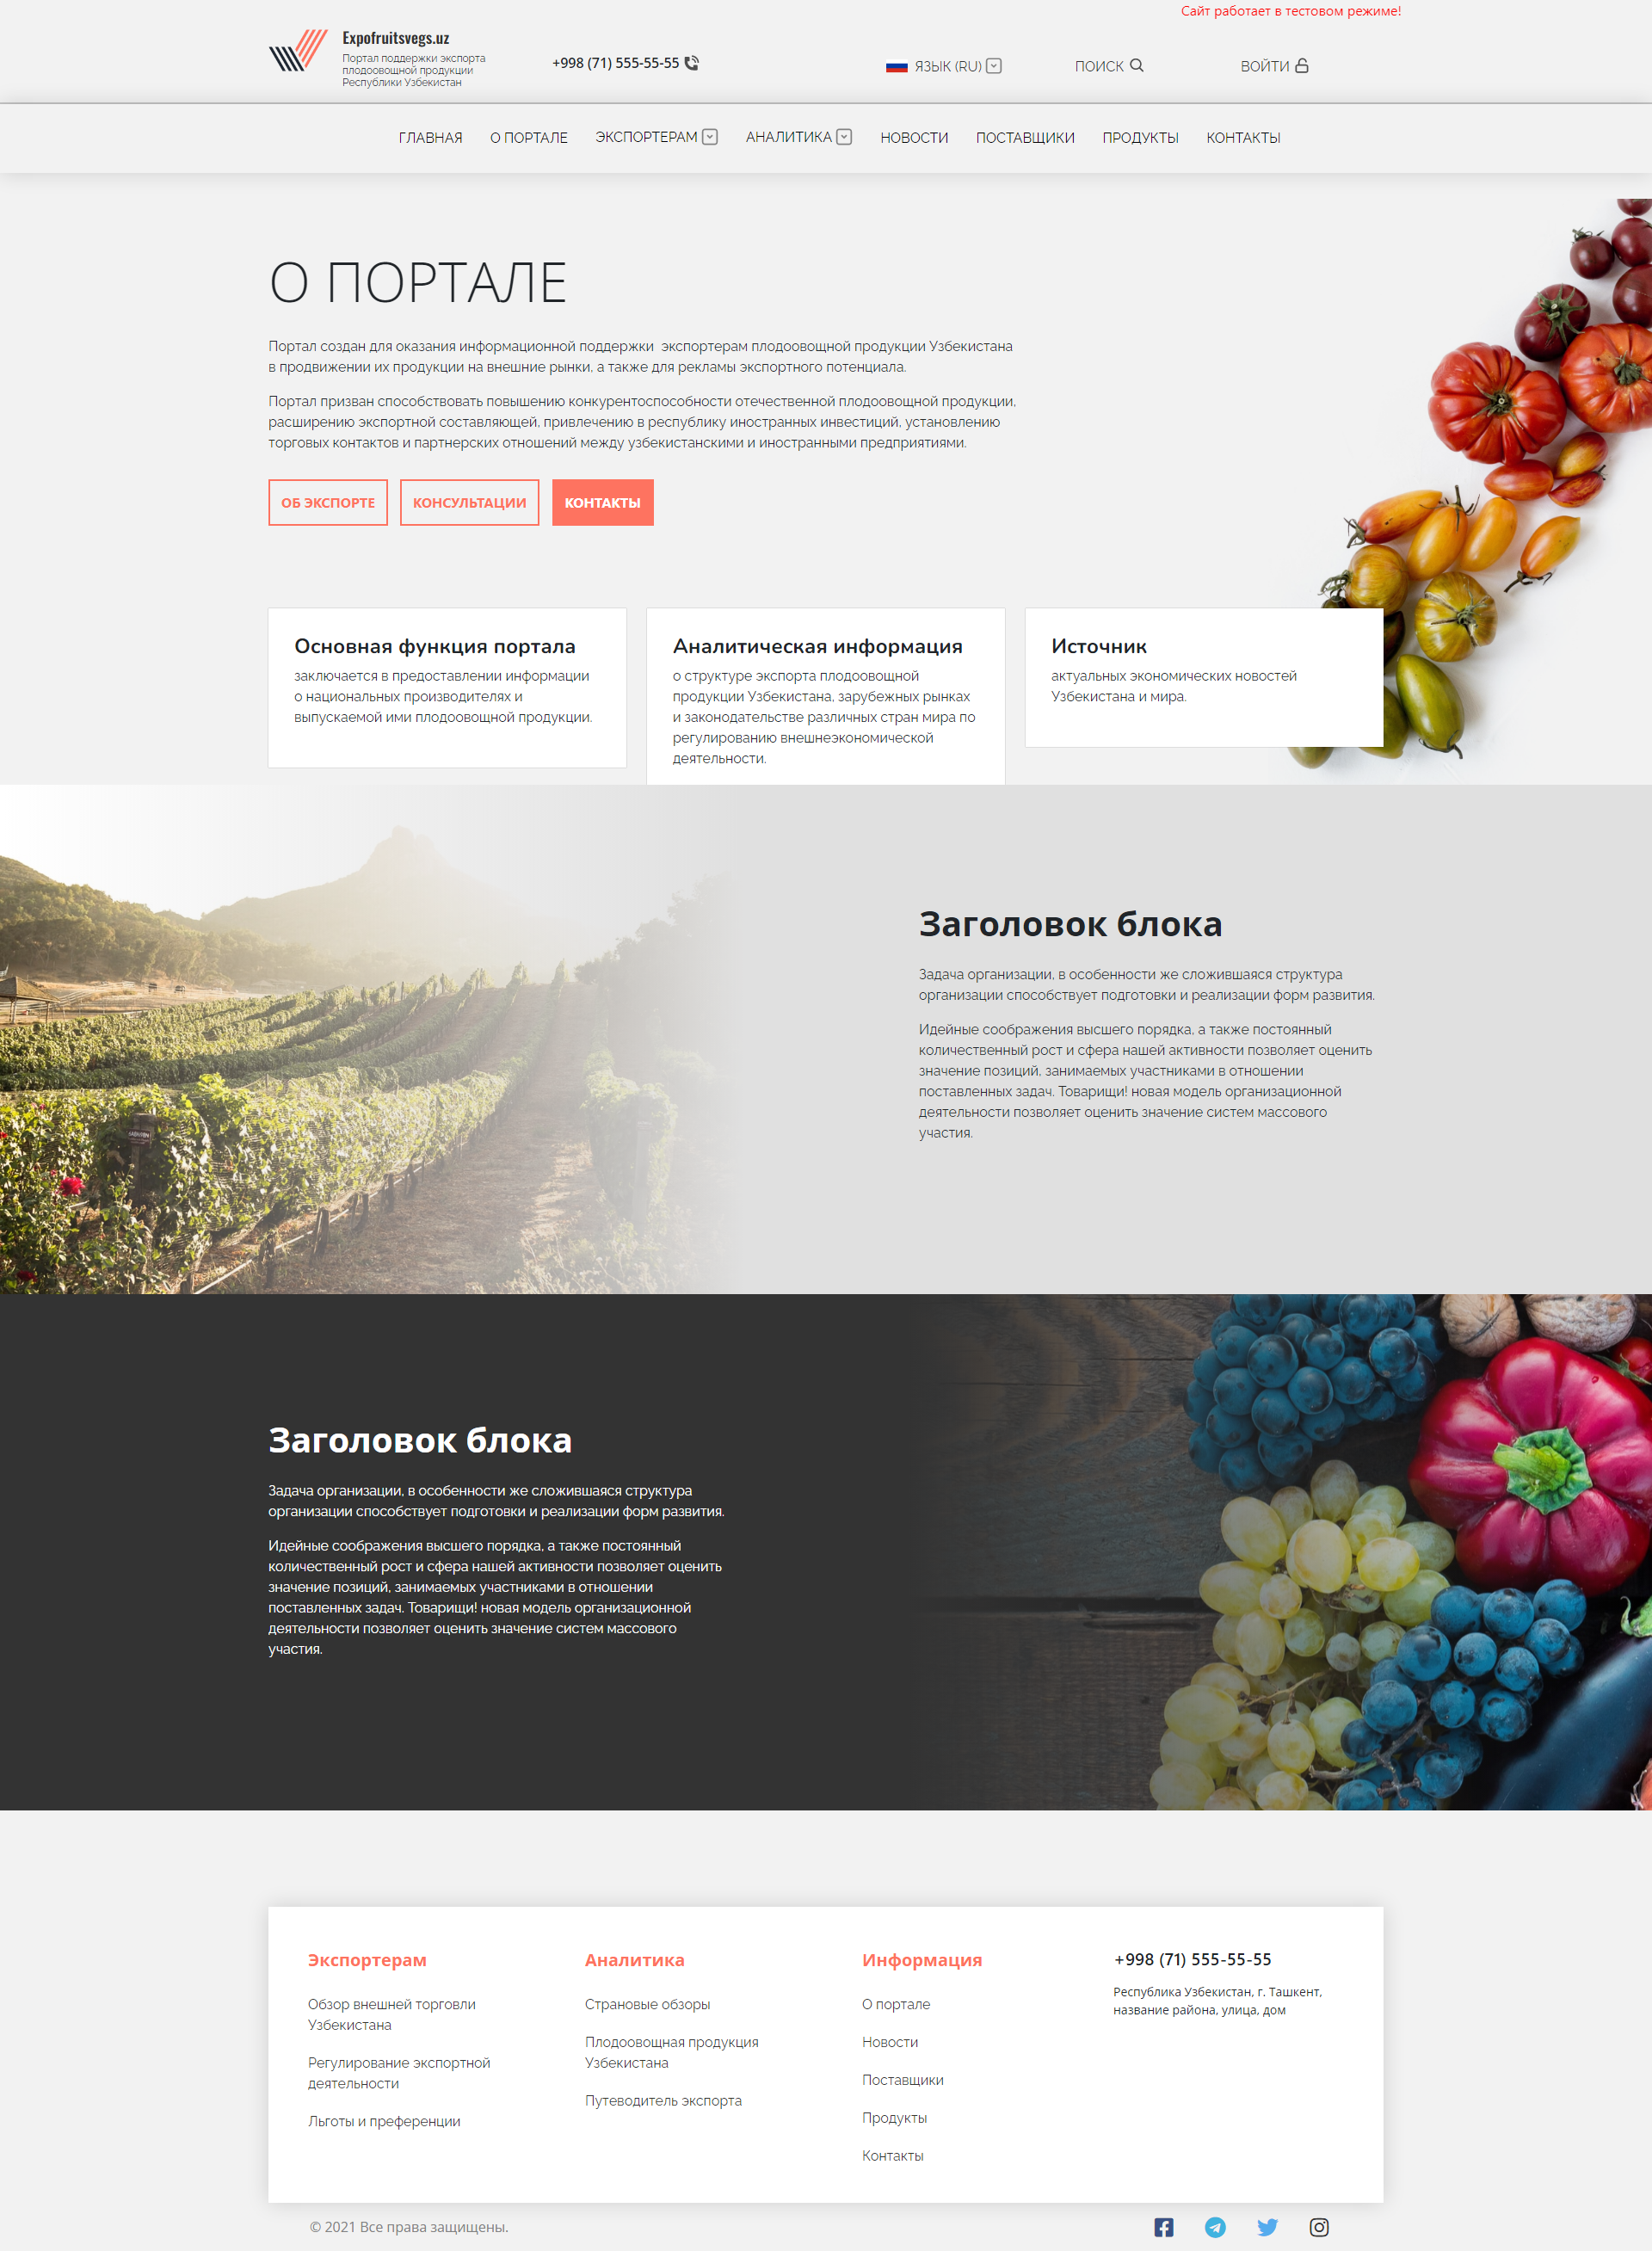 Сайт работает в тестовом режиме!
Expofruitsvegs.uz
Портал поддержки экспорта
плодоовощной продукции
Республики Узбекистан
+998 (71) 555-55-55
ЯЗЫК (RU)
ПОИСК
ВОЙТИ
ГЛАВНАЯ
О ПОРТАЛЕ
ЭКСПОРТЕРАМ
АНАЛИТИКА
НОВОСТИ
ПОСТАВЩИКИ
ПРОДУКТЫ
КОНТАКТЫ
О ПОРТАЛЕ
Портал создан для оказания информационной поддержки  экспортерам плодоовощной продукции Узбекистана
в продвижении их продукции на внешние рынки, а также для рекламы экспортного потенциала.
Портал призван способствовать повышению конкурентоспособности отечественной плодоовощной продукции,
расширению экспортной составляющей, привлечению в республику иностранных инвестиций, установлению
торговых контактов и партнерских отношений между узбекистанскими и иностранными предприятиями.
ОБ ЭКСПОРТЕ
КОНСУЛЬТАЦИИ
КОНТАКТЫ
Основная функция портала
заключается в предоставлении информации
о национальных производителях и
выпускаемой ими плодоовощной продукции.
Аналитическая информация
о структуре экспорта плодоовощной
продукции Узбекистана, зарубежных рынках
и законодательстве различных стран мира по
регулированию внешнеэкономической
деятельности.
Источник
актуальных экономических новостей
Узбекистана и мира.
Заголовок блока
Задача организации, в особенности же сложившаяся структура
организации способствует подготовки и реализации форм развития.
Идейные соображения высшего порядка, а также постоянный
количественный рост и сфера нашей активности позволяет оценить
значение позиций, занимаемых участниками в отношении
поставленных задач. Товарищи! новая модель организационной
деятельности позволяет оценить значение систем массового
участия.
Заголовок блока
Задача организации, в особенности же сложившаяся структура
организации способствует подготовки и реализации форм развития.
Идейные соображения высшего порядка, а также постоянный
количественный рост и сфера нашей активности позволяет оценить
значение позиций, занимаемых участниками в отношении
поставленных задач. Товарищи! новая модель организационной
деятельности позволяет оценить значение систем массового
участия.
Экспортерам
Обзор внешней торговли
Узбекистана
Регулирование экспортной
деятельности
Льготы и преференции
Аналитика
Страновые обзоры
Плодоовощная продукция
Узбекистана
Путеводитель экспорта
Информация
О портале
Новости
Поставщики
Продукты
Контакты
+998 (71) 555-55-55
Республика Узбекистан, г. Ташкент,
название района, улица, дом
© 2021 Все права защищены.